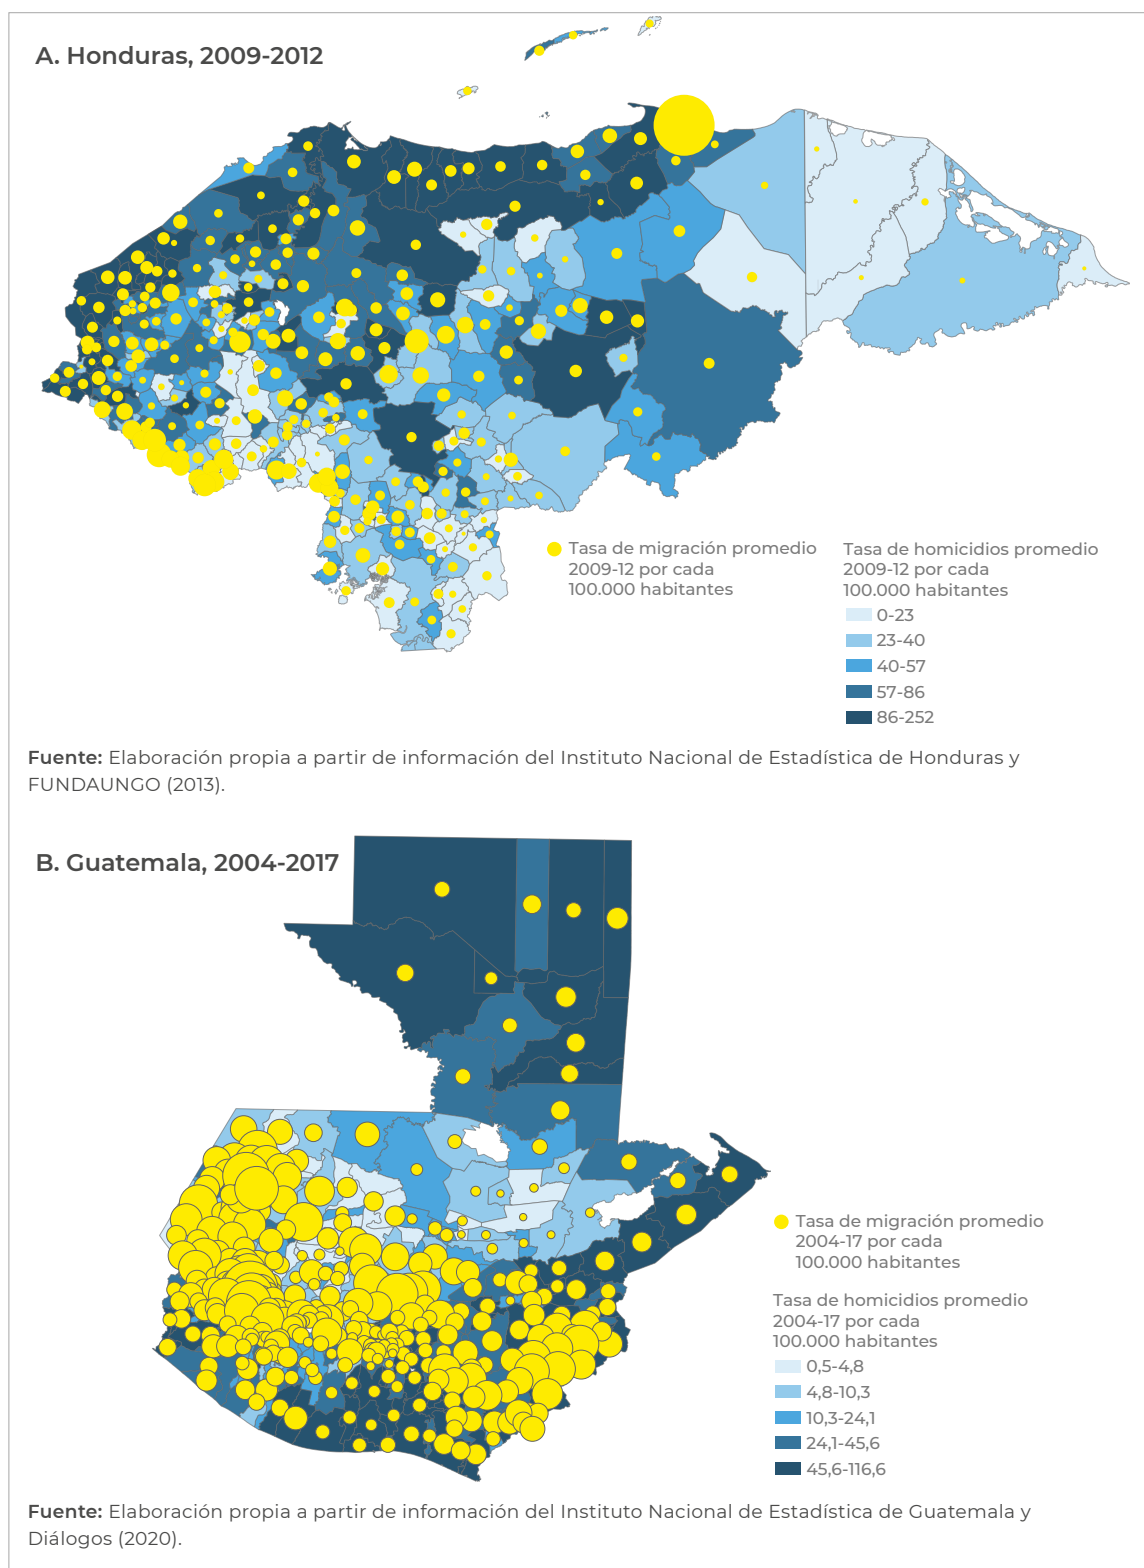 A. Honduras, 2009-2012
Tasa de migración promedio
2009-12 por cada
100.000 habitantes
Tasa de homicidios promedio
2009-12 por cada
100.000 habitantes
0-23
23-40
40-57
57-86
86-252
Fuente: Elaboración propia a partir de información del Instituto Nacional de Estadística de Honduras y
FUNDAUNGO (2013).
B. Guatemala, 2004-2017
Tasa de migración promedio
2004-17 por cada
100.000 habitantes
Tasa de homicidios promedio
2004-17 por cada
100.000 habitantes
0,5-4,8
4,8-10,3
10,3-24,1
24,1-45,6
45,6-116,6
Fuente: Elaboración propia a partir de información del Instituto Nacional de Estadística de Guatemala y
Diálogos (2020).